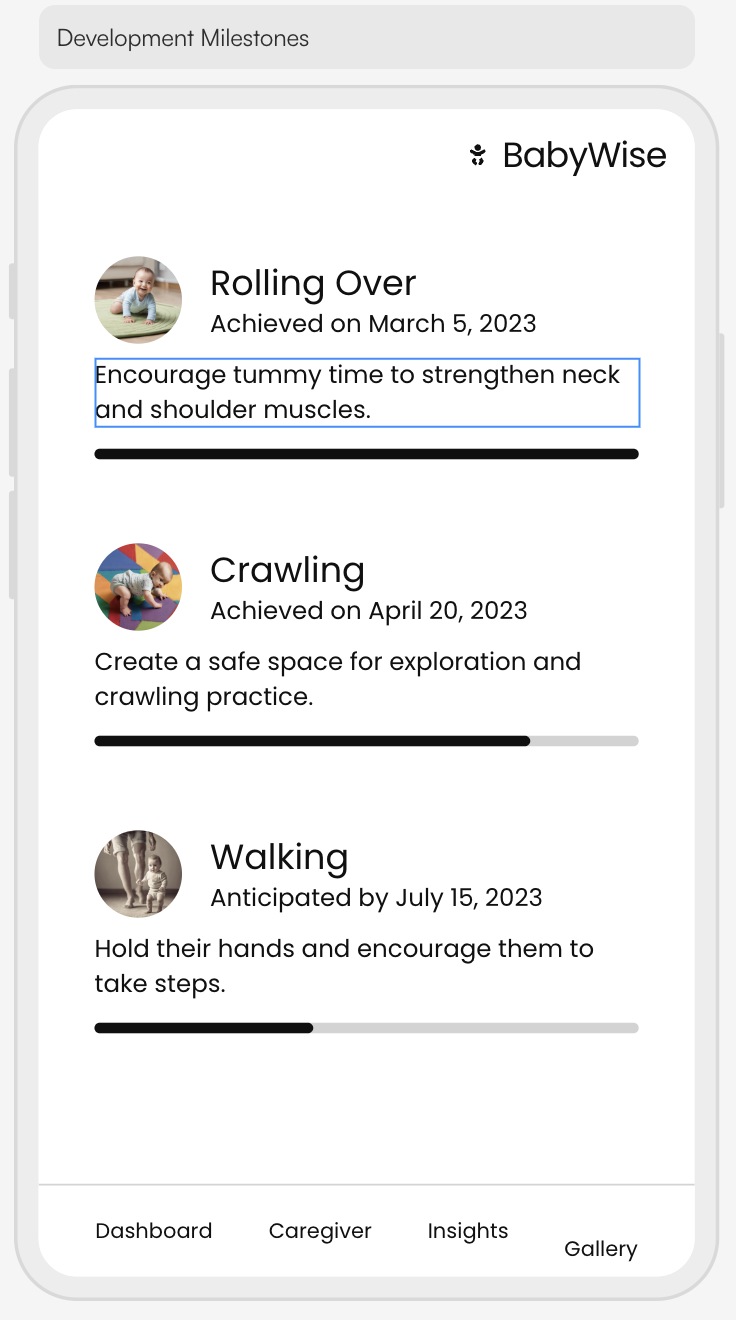 Development Milestones
BabyWise
Rolling Over
Achieved on March 5, 2023
Encourage tummy time to strengthen neck
and shoulder muscles.
Crawling
Achieved on April 20, 2023
Create a safe space for exploration and
crawling practice.
Walking
Anticipated by July 15, 2023
Hold their hands and encourage them to
take steps.
Dashboard Caregiver Insights Gallery